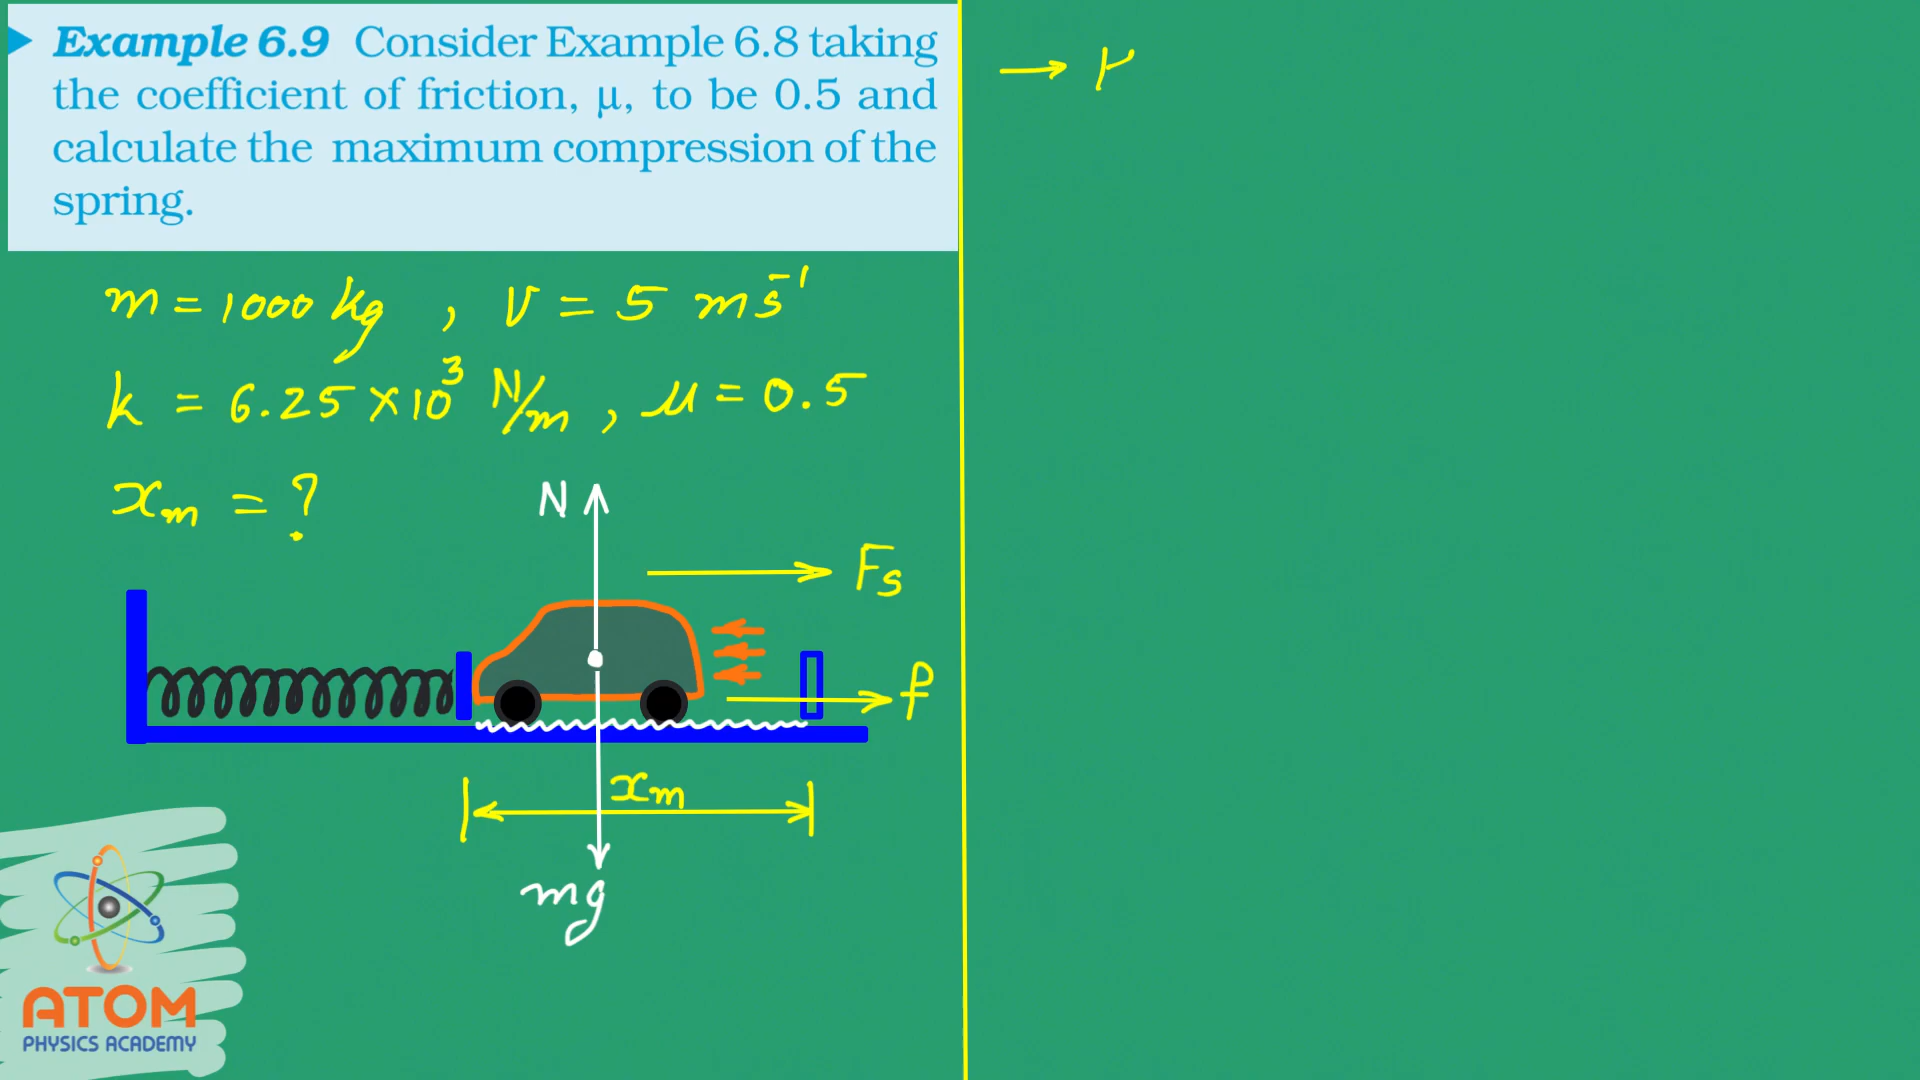 Example 6.9 Consider Example 6.8 taking
the coefficient of friction, μ, to be 0.5 and
calculate the maximum compression of the
spring.
m = 1000 kg , v = 5 m s⁻¹
k = 6.25 × 10³ N/m , μ = 0.5
xₘ = ?
N
Fₛ
f
xₘ
mg
ATOM
PHYSICS ACADEMY
→